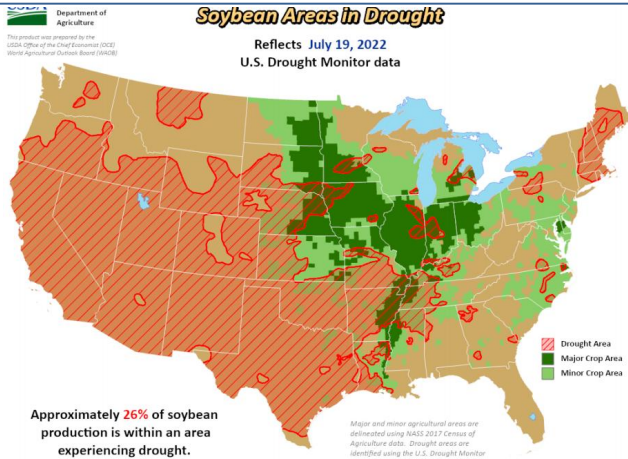 USDA
Department of
Agriculture
This product was prepared by the
USDA Office of the Chief Economist (OCE)
World Agricultural Outlook Board (WAOB)
Soybean Areas in Drought
Reflects July 19, 2022
U.S. Drought Monitor data
Drought Area
Major Crop Area
Minor Crop Area
Approximately 26% of soybean
production is within an area
experiencing drought.
Major and minor agricultural areas are
delineated using NASS 2017 Census of
Agriculture data. Drought areas are
identified using the U.S. Drought Monitor